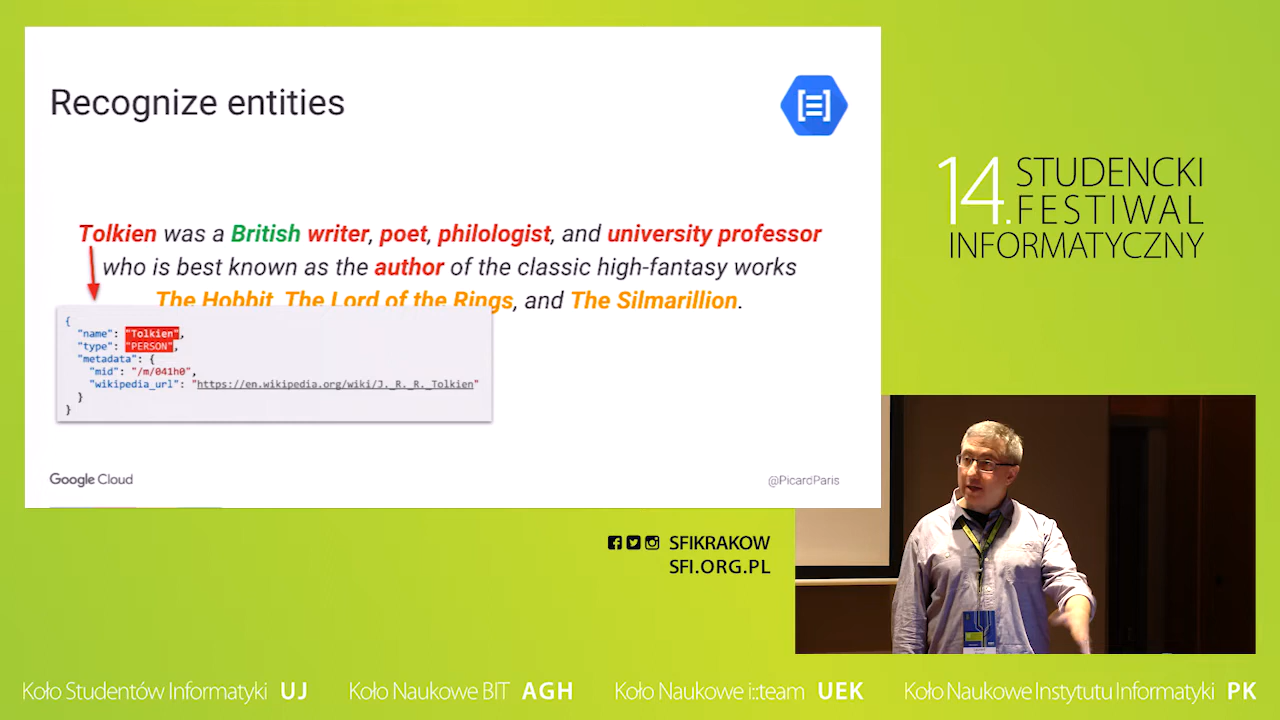 Recognize entities
Tolkien was a British writer, poet, philologist, and university professor
who is best known as the author of the classic high-fantasy works
The Hobbit, The Lord of the Rings, and The Silmarillion.
{
"name": "Tolkien",
"type": "PERSON",
"metadata": {
"mid": "/m/041h0",
"wikipedia_url": "https://en.wikipedia.org/wiki/J._R._R._Tolkien"
}
}
Google Cloud
@PicardParis
14. STUDENCKI
FESTIWAL
INFORMATYCZNY
SFIKRAKOW
SFI.ORG.PL
Koło Studentów Informatyki UJ
Koło Naukowe BIT AGH
Koło Naukowe i::team UEK
Koło Naukowe Instytutu Informatyki PK